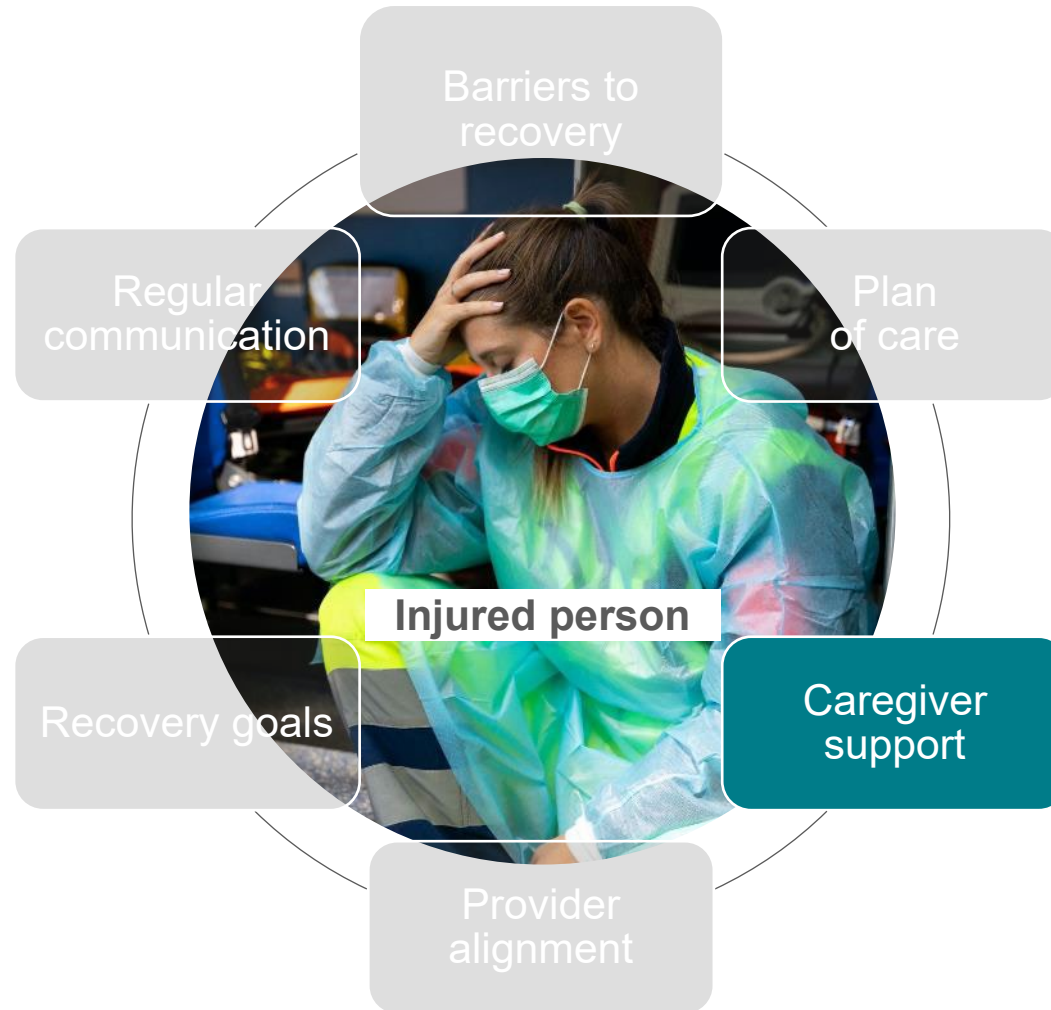 Barriers to
recovery
Regular
communication
Plan
of care
Injured person
Recovery goals
Caregiver
support
Provider
alignment